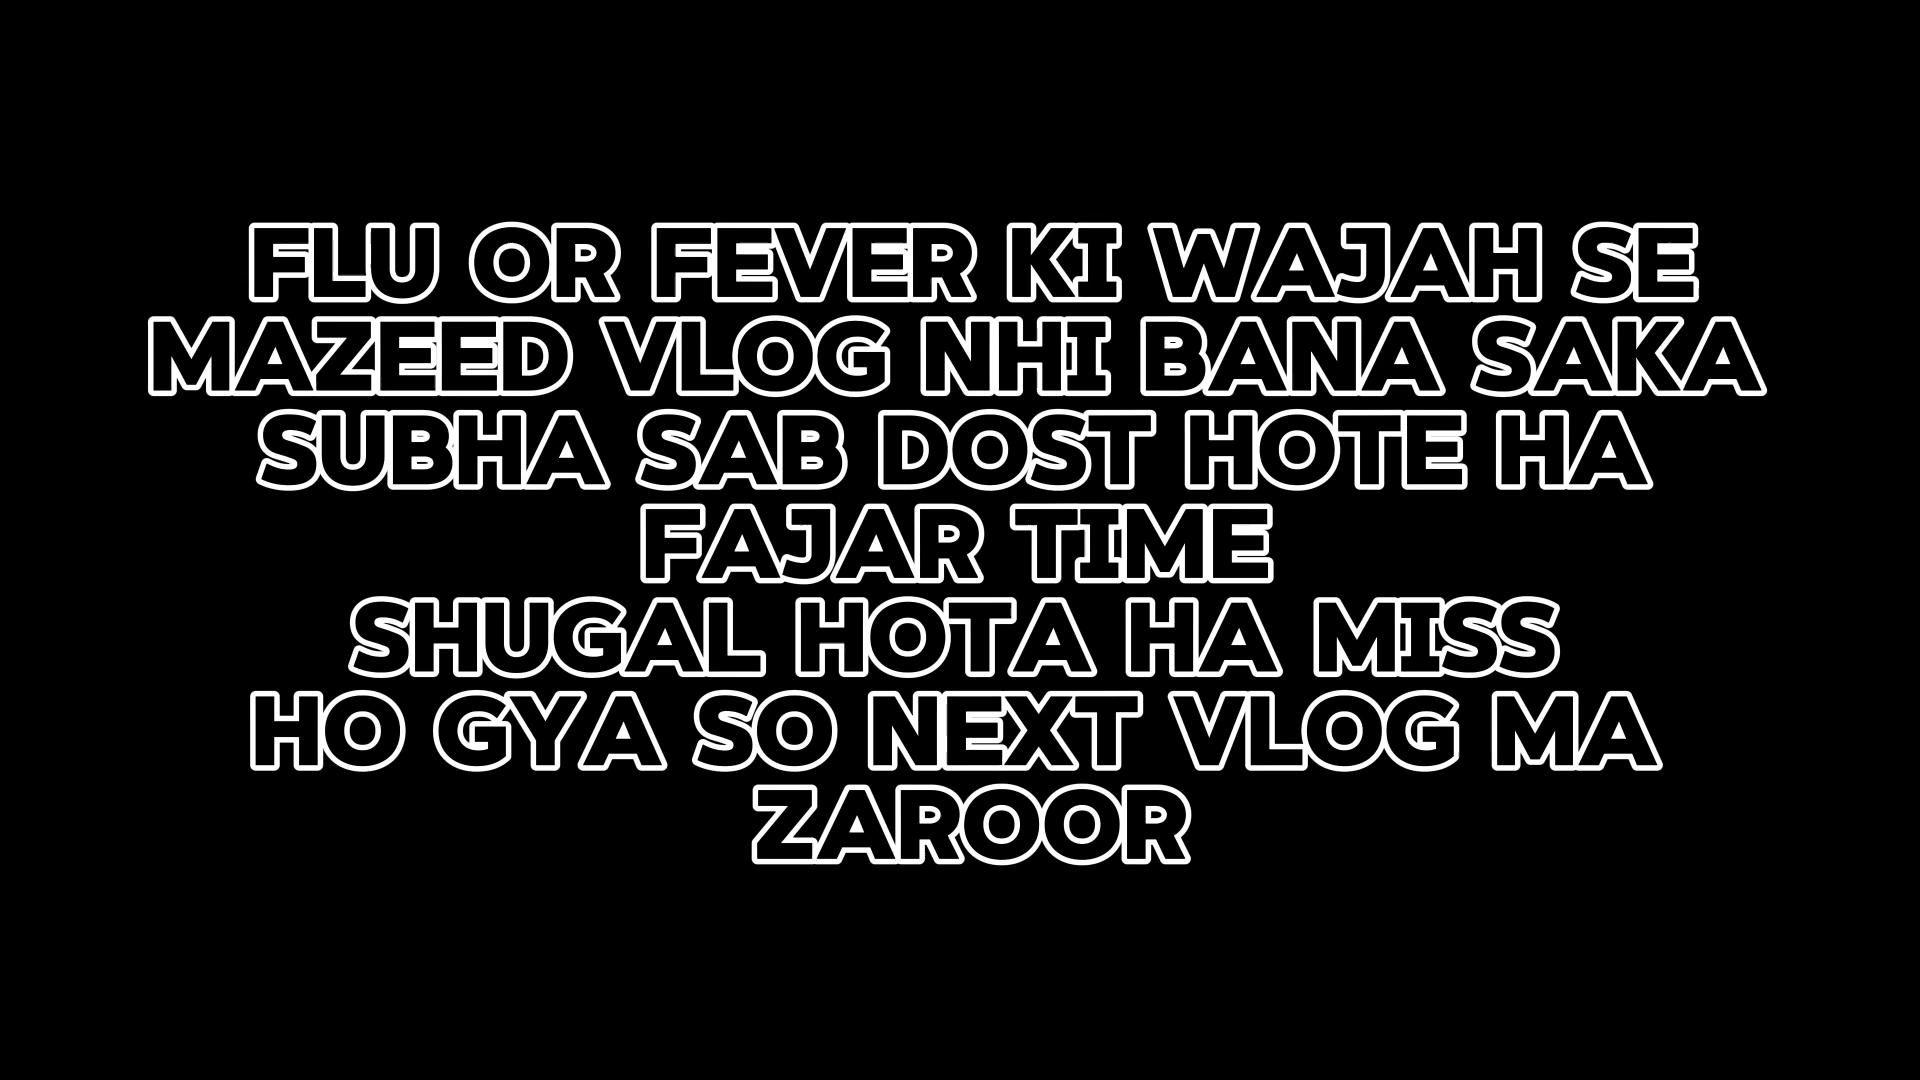 FLU OR FEVER KI WAJAH SE
MAZEED VLOG NHI BANA SAKA
SUBHA SAB DOST HOTE HA
FAJAR TIME
SHUGAL HOTA HA MISS
HO GYA SO NEXT VLOG MA
ZAROOR